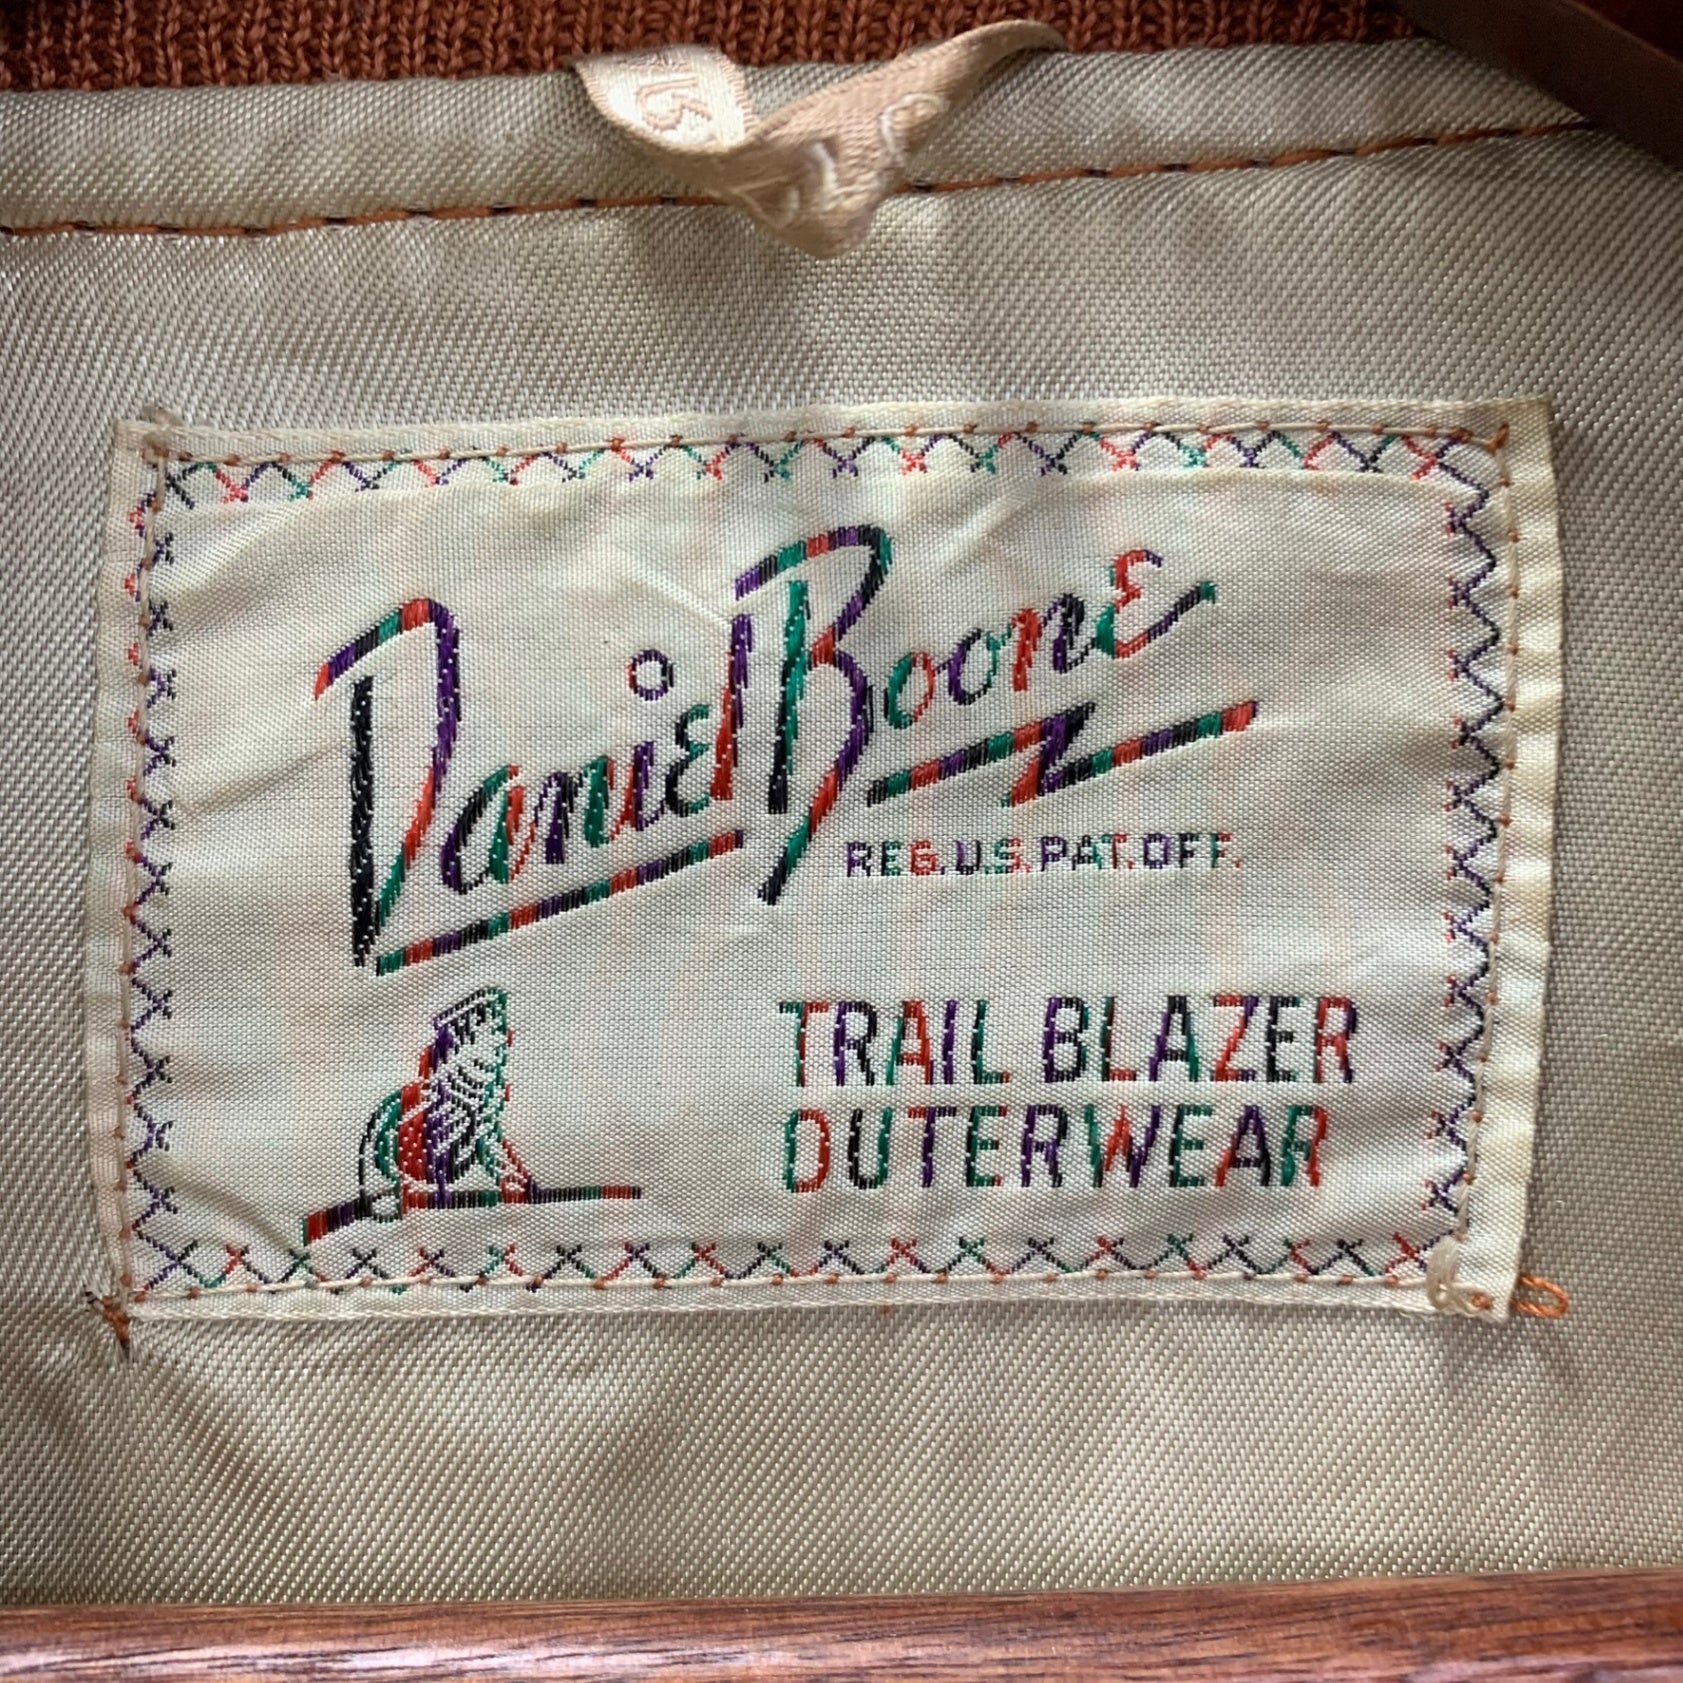 Daniel Boone
REG.U.S.PAT.OFF.
TRAIL BLAZER
OUTERWEAR